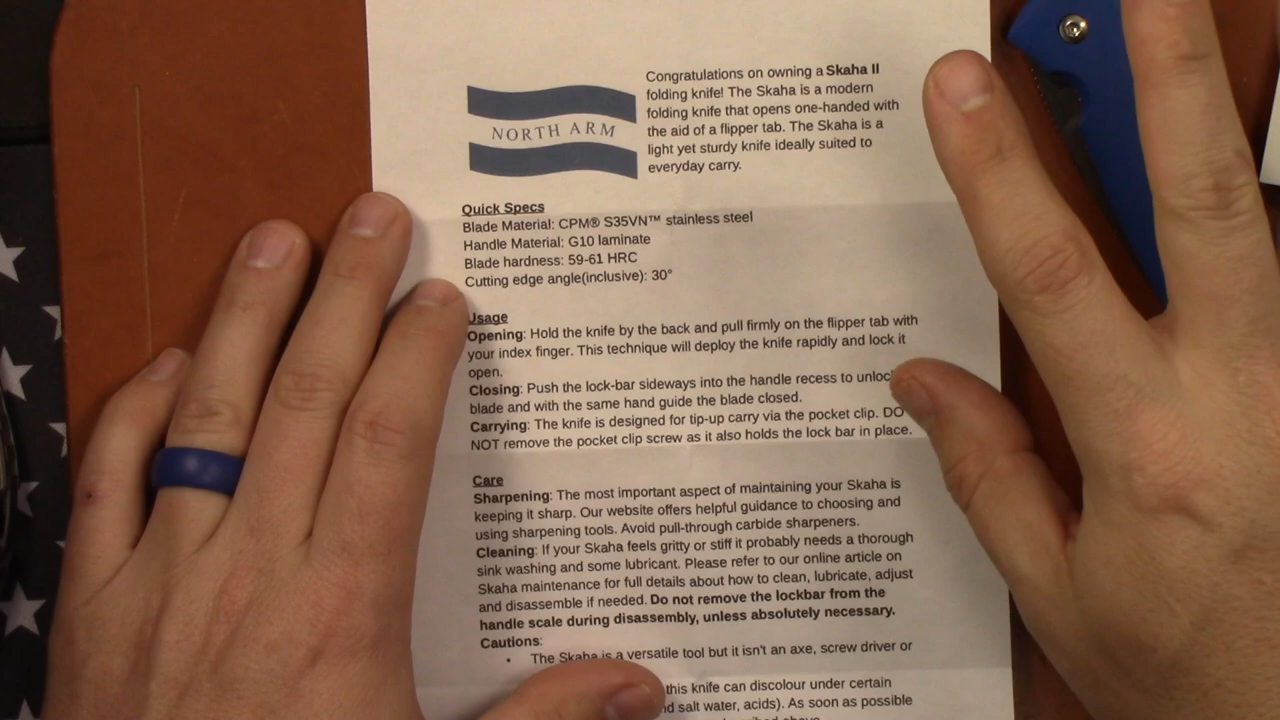 NORTH ARM
Congratulations on owning a Skaha II
folding knife! The Skaha is a modern
folding knife that opens one-handed with
the aid of a flipper tab. The Skaha is a
light yet sturdy knife ideally suited to
everyday carry.
Quick Specs
Blade Material: CPM® S35VN™ stainless steel
Handle Material: G10 laminate
Blade hardness: 59-61 HRC
Cutting edge angle(inclusive): 30°
Usage
Opening: Hold the knife by the back and pull firmly on the flipper tab with
your index finger. This technique will deploy the knife rapidly and lock it
open.
Closing: Push the lock-bar sideways into the handle recess to unlock
blade and with the same hand guide the blade closed.
Carrying: The knife is designed for tip-up carry via the pocket clip. DO
NOT remove the pocket clip screw as it also holds the lock bar in place.
Care
Sharpening: The most important aspect of maintaining your Skaha is
keeping it sharp. Our website offers helpful guidance to choosing and
using sharpening tools. Avoid pull-through carbide sharpeners.
Cleaning: If your Skaha feels gritty or stiff it probably needs a thorough
sink washing and some lubricant. Please refer to our online article on
Skaha maintenance for full details about how to clean, lubricate, adjust
and disassemble if needed. Do not remove the lockbar from the
handle scale during disassembly, unless absolutely necessary.
Cautions:
• The Skaha is a versatile tool but it isn't an axe, screw driver or
this knife can discolour under certain
salt water, acids). As soon as possible
above